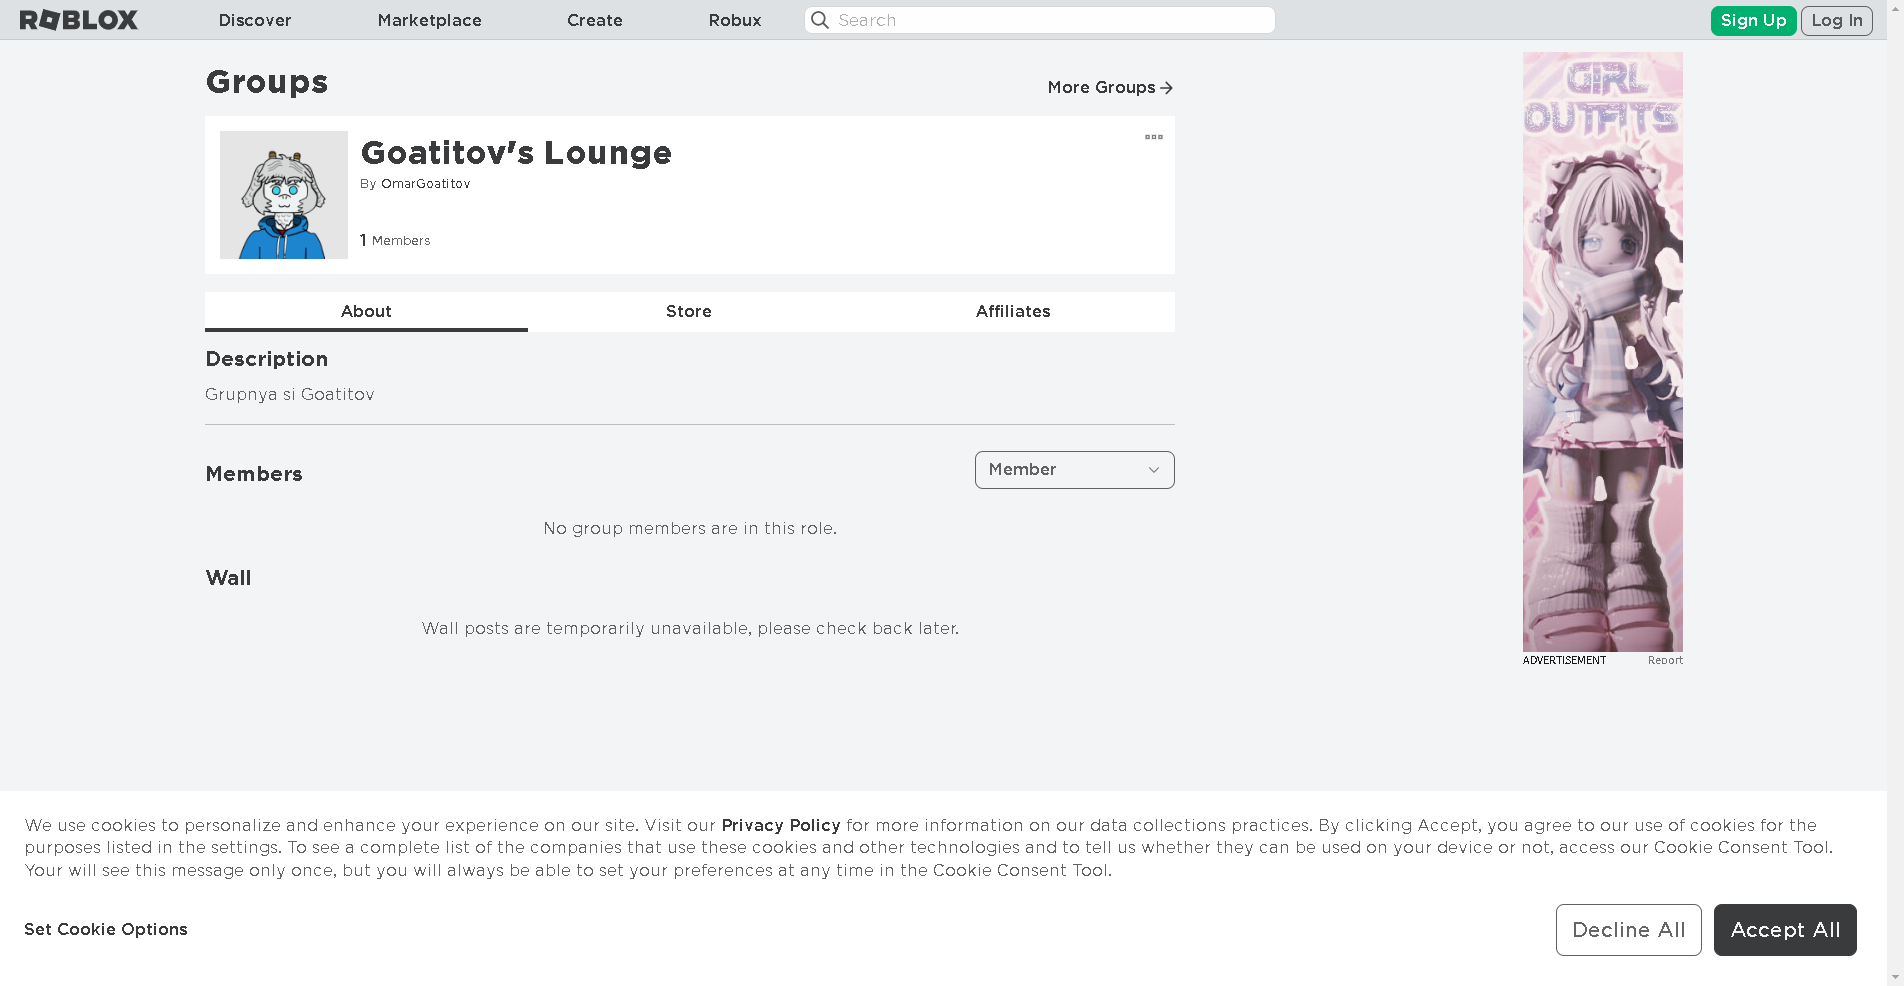 ROBLOX
Discover
Marketplace
Create
Robux
Search
Sign Up
Log In
Groups
More Groups
Goatitov's Lounge
By OmarGoatitov
1 Members
About
Store
Affiliates
Description
Grupnya si Goatitov
Members
Member
No group members are in this role.
Wall
Wall posts are temporarily unavailable, please check back later.
GIRL
OUTFITS
ADVERTISEMENT
Report
We use cookies to personalize and enhance your experience on our site. Visit our Privacy Policy for more information on our data collections practices. By clicking Accept, you agree to our use of cookies for the
purposes listed in the settings. To see a complete list of the companies that use these cookies and other technologies and to tell us whether they can be used on your device or not, access our Cookie Consent Tool.
Your will see this message only once, but you will always be able to set your preferences at any time in the Cookie Consent Tool.
Set Cookie Options
Decline All
Accept All